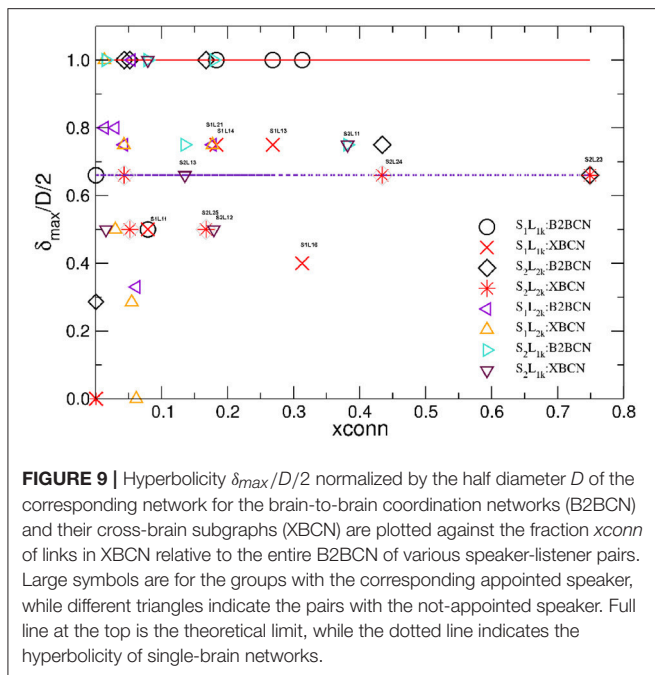 1.0
0.8
0.6
0.4
0.2
0.0
δmax/D/2
0.1 0.2 0.3 0.4 0.5 0.6 0.7 0.8
xconn
S1L21
S1L14
S1L13
S2L11
S2L13
S2L24
S2L23
S1L11
S2L25
S2L12
S1L16
S1L1k:B2BCN
S1L1k:XBCN
S2L2k:B2BCN
S2L2k:XBCN
S1L2k:B2BCN
S1L2k:XBCN
S2L1k:B2BCN
S2L1k:XBCN
FIGURE 9 | Hyperbolicity δmax/D/2 normalized by the half diameter D of the
corresponding network for the brain-to-brain coordination networks (B2BCN)
and their cross-brain subgraphs (XBCN) are plotted against the fraction xconn
of links in XBCN relative to the entire B2BCN of various speaker-listener pairs.
Large symbols are for the groups with the corresponding appointed speaker,
while different triangles indicate the pairs with the not-appointed speaker. Full
line at the top is the theoretical limit, while the dotted line indicates the
hyperbolicity of single-brain networks.